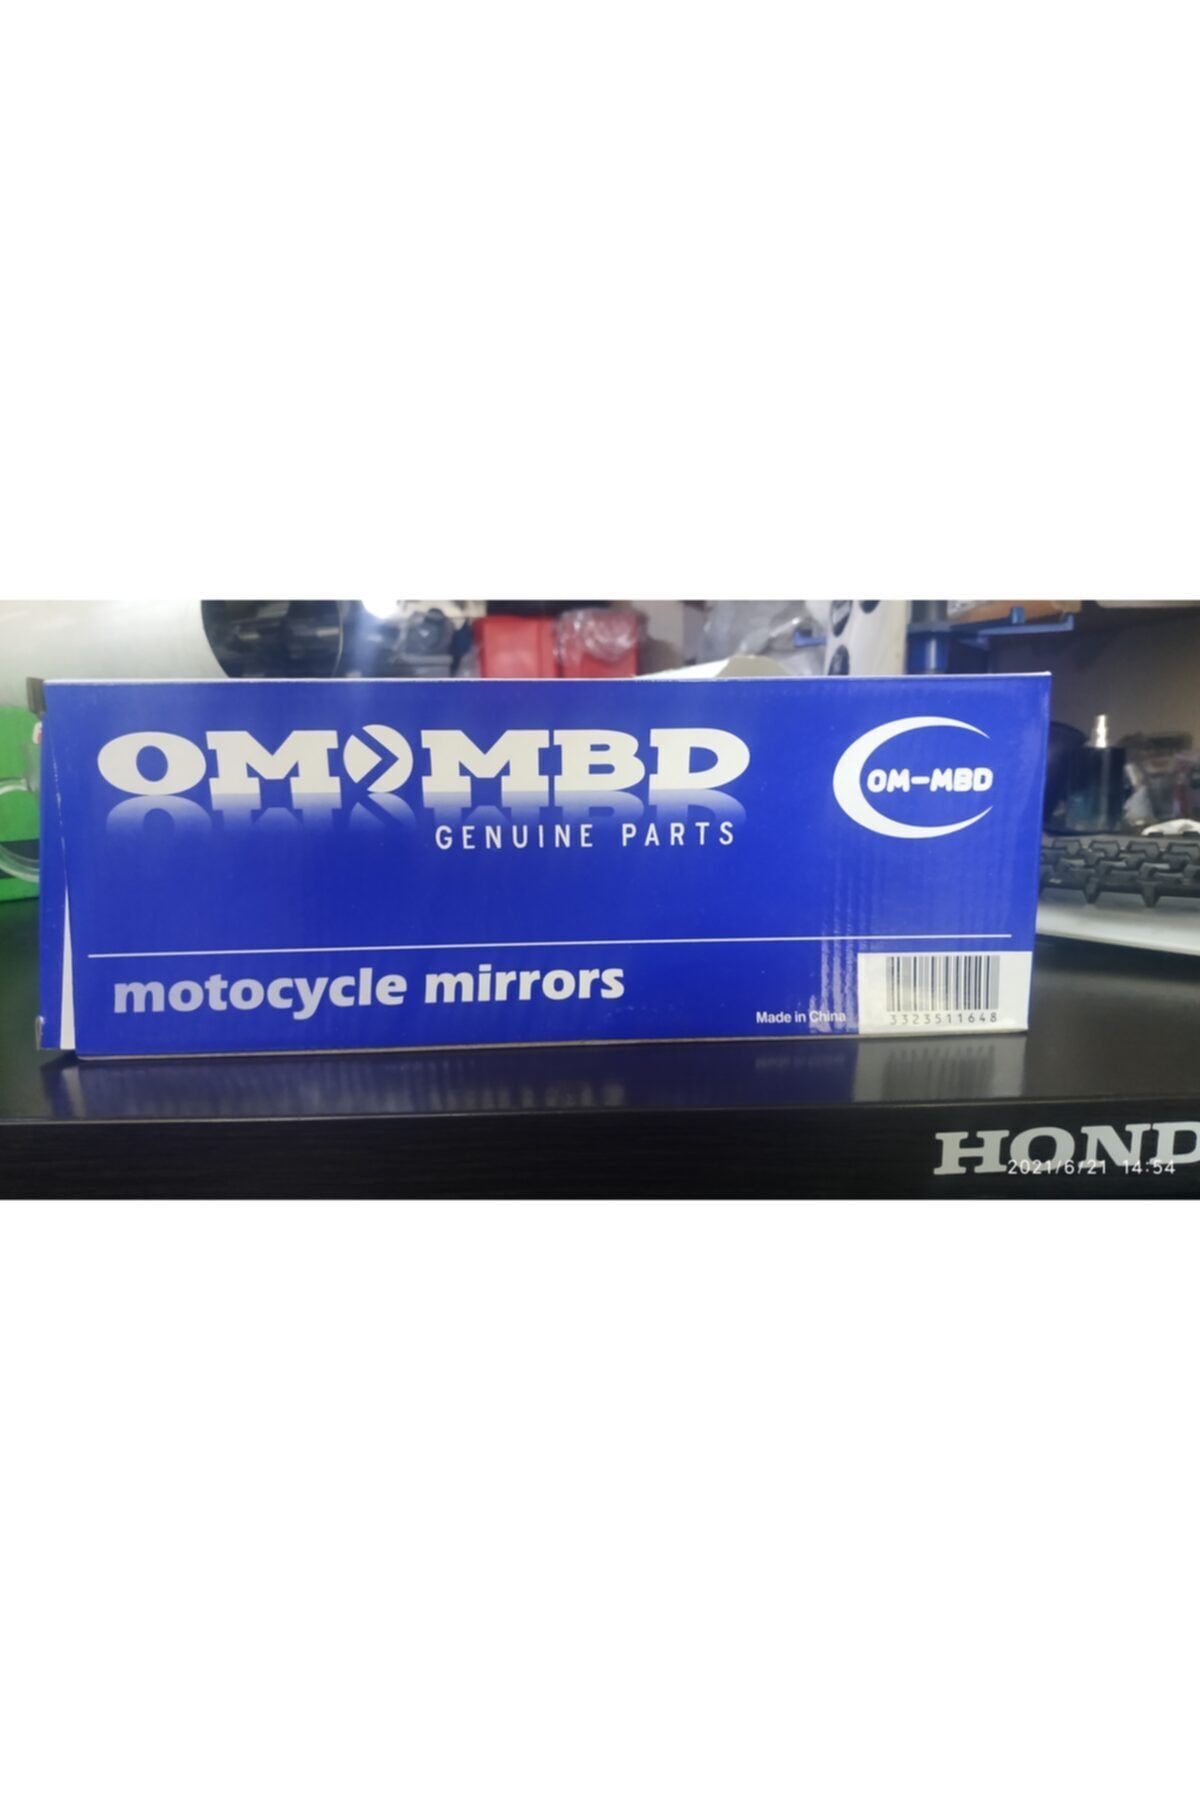 OM MBD
GENUINE PARTS
OM-MBD
motocycle mirrors
Made in China
3323511648
HOND
2021/6/21 14:54